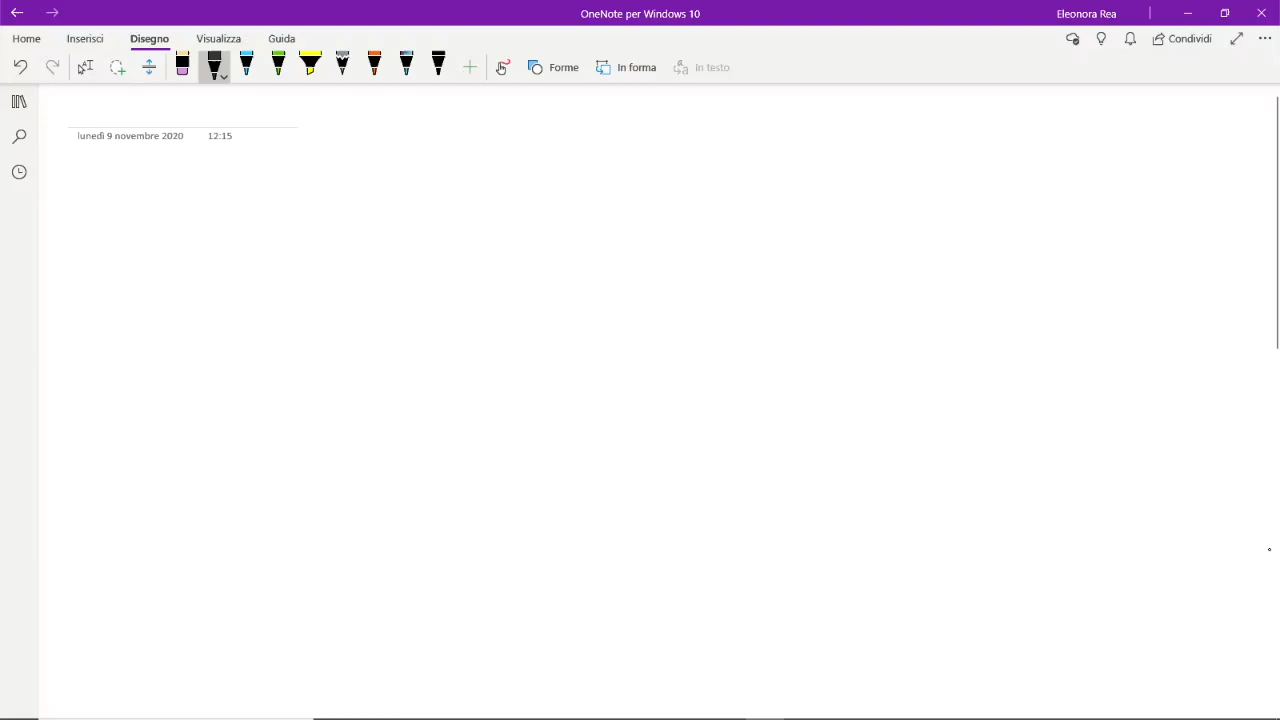 OneNote per Windows 10
Eleonora Rea
Home Inserisci Disegno Visualizza Guida
Condividi
Forme In forma In testo
lunedì 9 novembre 2020 12:15